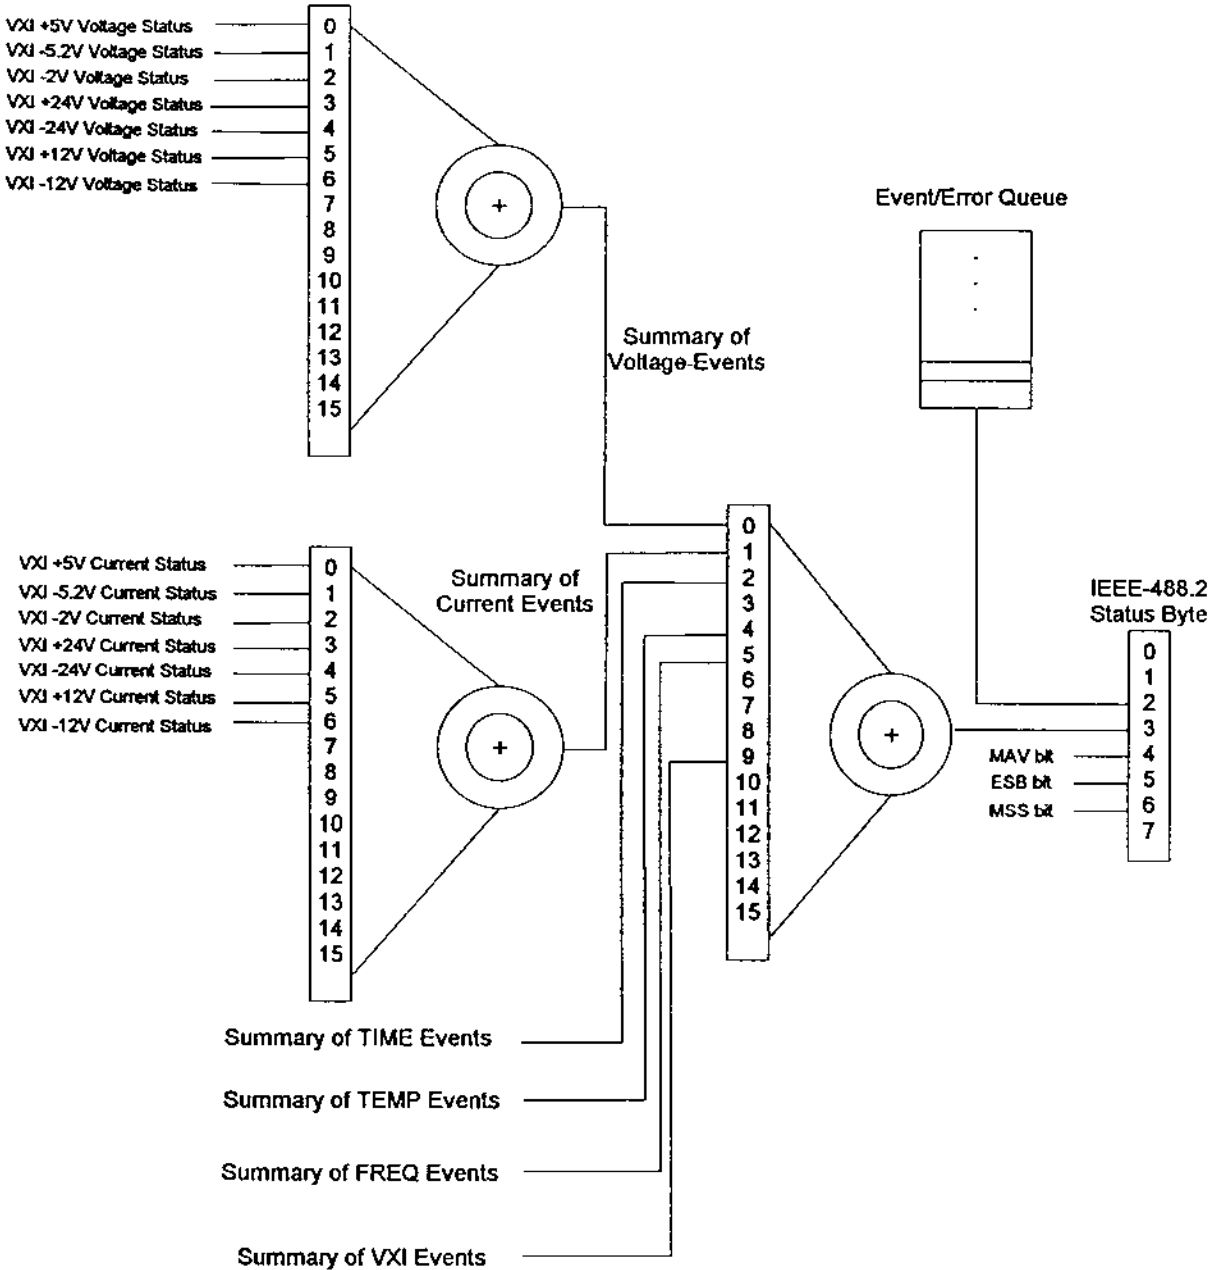 VXI +5V Voltage Status
VXI -5.2V Voltage Status
VXI -2V Voltage Status
VXI +24V Voltage Status
VXI -24V Voltage Status
VXI +12V Voltage Status
VXI -12V Voltage Status
0
1
2
3
4
5
6
7
8
9
10
11
12
13
14
15
+
Summary of
Voltage Events
Event/Error Queue
VXI +5V Current Status
VXI -5.2V Current Status
VXI -2V Current Status
VXI +24V Current Status
VXI -24V Current Status
VXI +12V Current Status
VXI -12V Current Status
0
1
2
3
4
5
6
7
8
9
10
11
12
13
14
15
+
Summary of
Current Events
Summary of TIME Events
Summary of TEMP Events
Summary of FREQ Events
Summary of VXI Events
0
1
2
3
4
5
6
7
8
9
10
11
12
13
14
15
+
IEEE-488.2
Status Byte
MAV bit
ESB bit
MSS bit
0
1
2
3
4
5
6
7